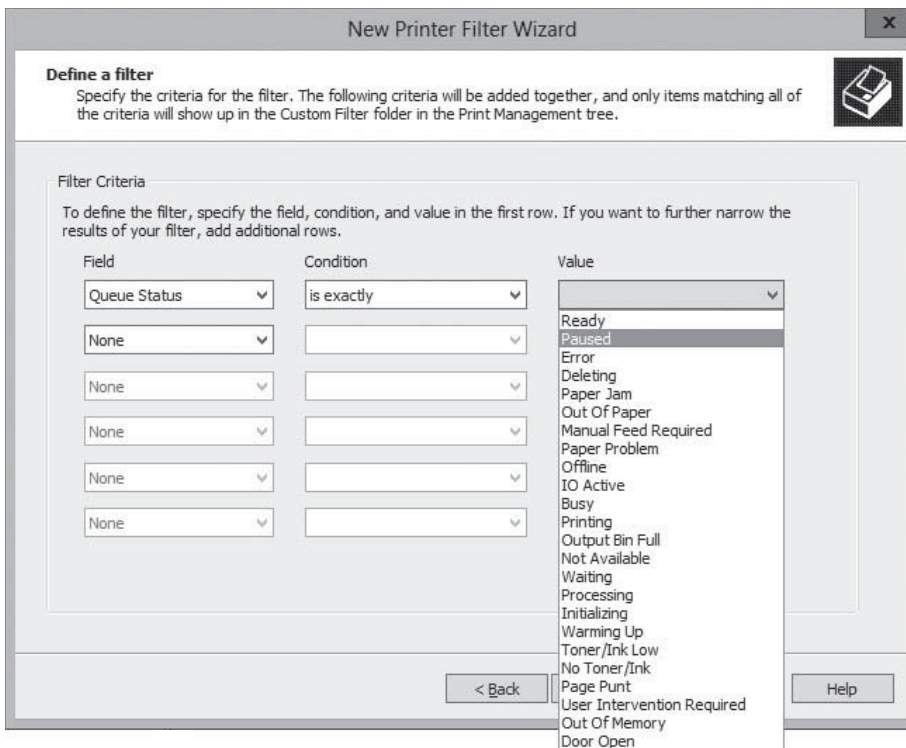 New Printer Filter Wizard
x
Define a filter
Specify the criteria for the filter. The following criteria will be added together, and only items matching all of
the criteria will show up in the Custom Filter folder in the Print Management tree.
Filter Criteria
To define the filter, specify the field, condition, and value in the first row. If you want to further narrow the
results of your filter, add additional rows.
Field Condition Value
Queue Status is exactly
None
None
None
None
None
Ready
Paused
Error
Deleting
Paper Jam
Out Of Paper
Manual Feed Required
Paper Problem
Offline
IO Active
Busy
Printing
Output Bin Full
Not Available
Waiting
Processing
Initializing
Warming Up
Toner/Ink Low
No Toner/Ink
Page Punt
User Intervention Required
Out Of Memory
Door Open
< Back Help